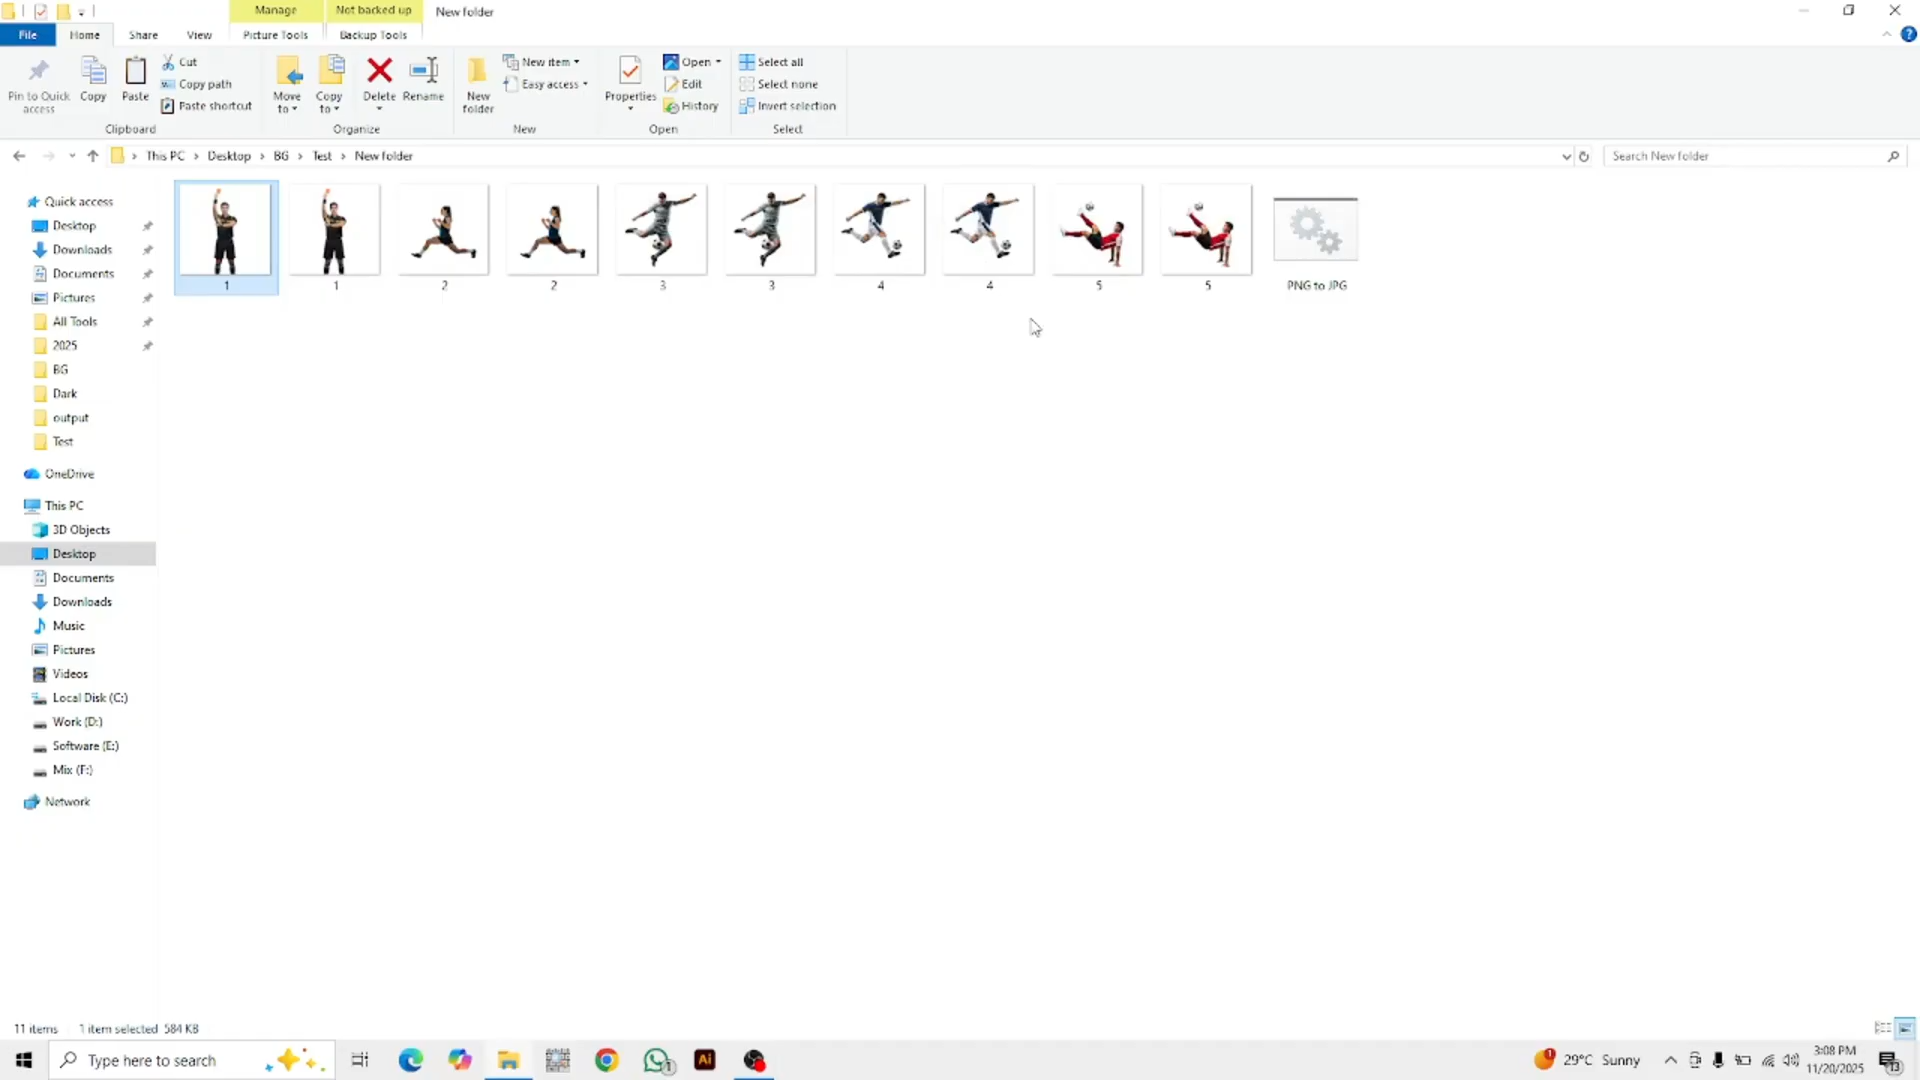 Manage
Not backed up
New folder
File
Home
Share
View
Picture Tools
Backup Tools
Pin to Quick
access
Copy
Paste
Cut
Copy path
Paste shortcut
Clipboard
Move
to
Copy
to
Delete
Rename
Organize
New
folder
New item
Easy access
New
Properties
Open
Edit
History
Open
Select all
Select none
Invert selection
Select
This PC
Desktop
BG
Test
New folder
Search New folder
Quick access
Desktop
Downloads
Documents
Pictures
All Tools
2025
BG
Dark
output
Test
OneDrive
This PC
3D Objects
Desktop
Documents
Downloads
Music
Pictures
Videos
Local Disk (C:)
Work (D:)
Software (E:)
Mix (F:)
Network
1
1
2
2
3
3
4
4
5
5
PNG to JPG
11 items
1 item selected 584 KB
Type here to search
1
Ai
1
29°C Sunny
3:08 PM
11/20/2025
13